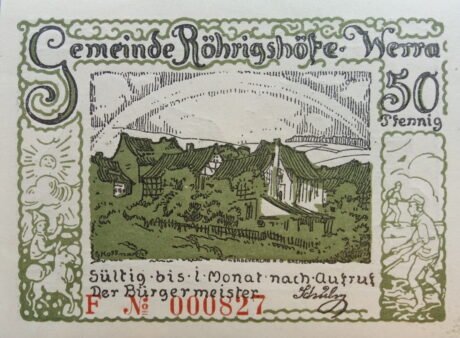 Gemeinde Röhrigshöfe-Werra
50
Pfennig
Gültig-bis-1-Monat-nach-Aufruf
Der Bürgermeister
F № 000827